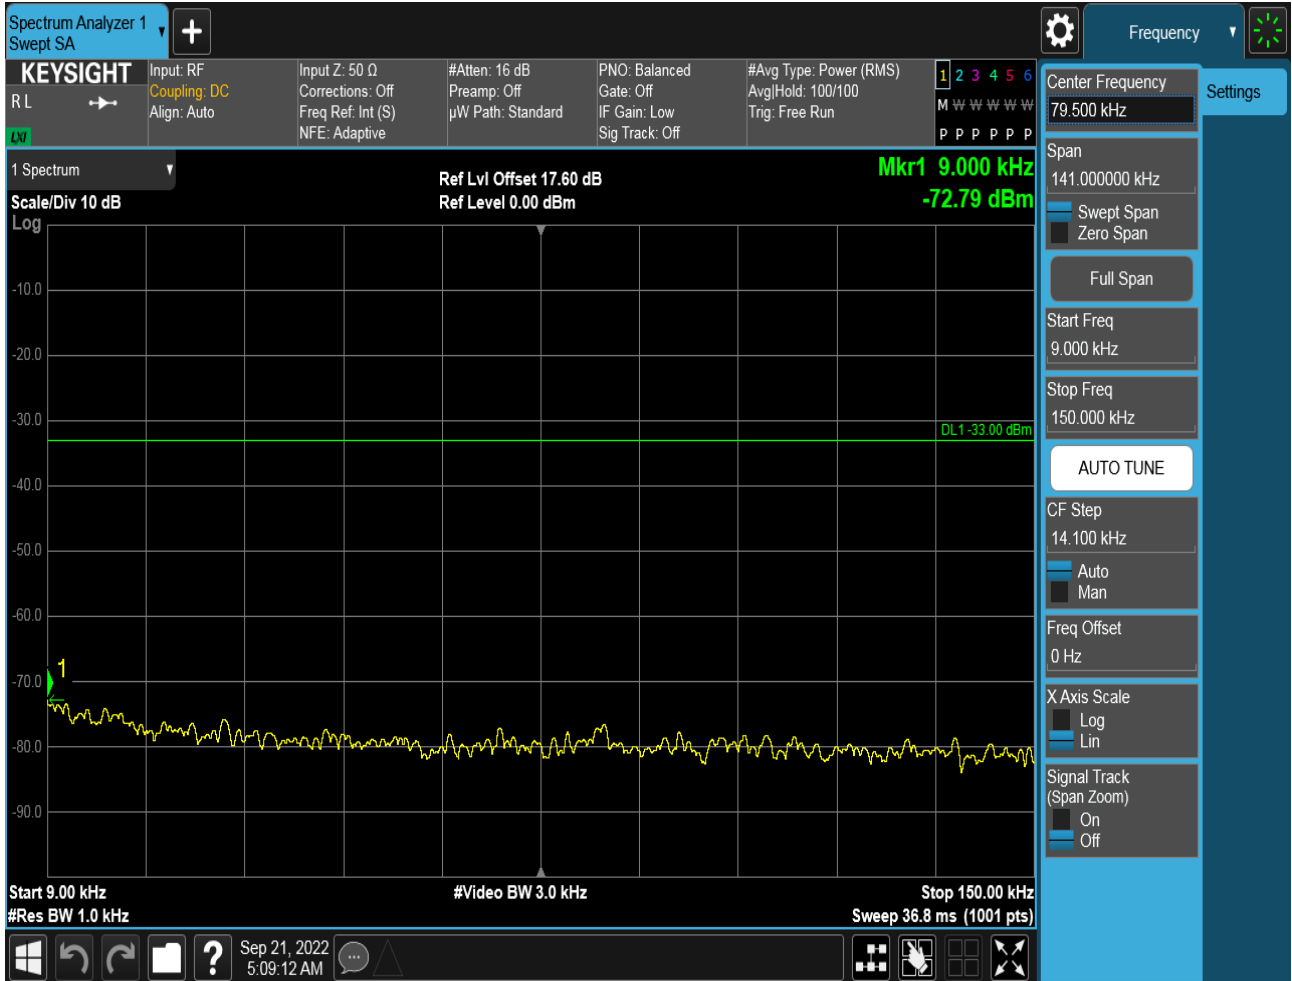 Spectrum Analyzer 1
Swept SA
Frequency
KEYSIGHT
R L
LXI
Input: RF
Coupling: DC
Align: Auto
Input Z: 50 Ω
Corrections: Off
Freq Ref: Int (S)
NFE: Adaptive
#Atten: 16 dB
Preamp: Off
µW Path: Standard
PNO: Balanced
Gate: Off
IF Gain: Low
Sig Track: Off
#Avg Type: Power (RMS)
Avg|Hold: 100/100
Trig: Free Run
1 2 3 4 5 6
M W W W W W
P P P P P P
1 Spectrum
Scale/Div 10 dB
Log
Ref Lvl Offset 17.60 dB
Ref Level 0.00 dBm
Mkr1 9.000 kHz
-72.79 dBm
-10.0
-20.0
-30.0
DL1 -33.00 dBm
-40.0
-50.0
-60.0
1
-70.0
-80.0
-90.0
Start 9.00 kHz
#Res BW 1.0 kHz
#Video BW 3.0 kHz
Stop 150.00 kHz
Sweep 36.8 ms (1001 pts)
Sep 21, 2022
5:09:12 AM
Center Frequency
79.500 kHz
Settings
Span
141.000000 kHz
Swept Span
Zero Span
Full Span
Start Freq
9.000 kHz
Stop Freq
150.000 kHz
AUTO TUNE
CF Step
14.100 kHz
Auto
Man
Freq Offset
0 Hz
X Axis Scale
Log
Lin
Signal Track
(Span Zoom)
On
Off